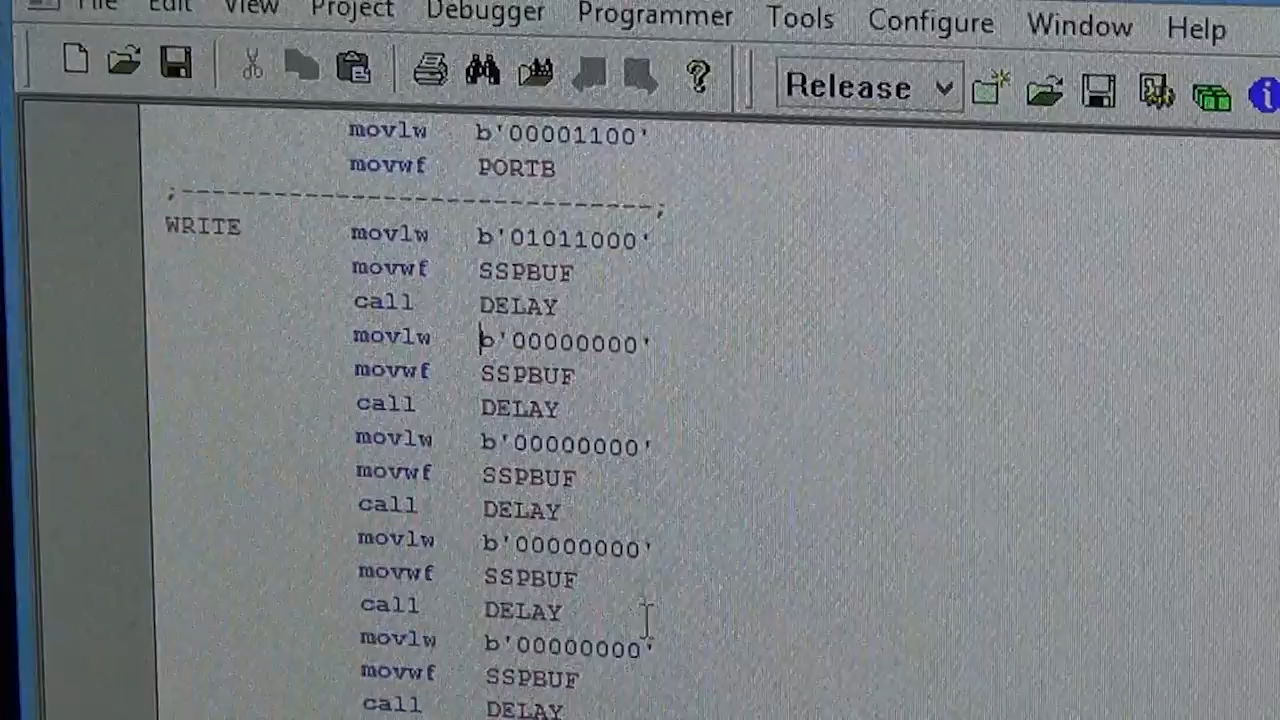 File Edit View Project Debugger Programmer Tools Configure Window Help
Release
movlw b'00001100'
movwf PORTB
;-------------------------------;
WRITE movlw b'01011000'
movwf SSPBUF
call DELAY
movlw b'00000000'
movwf SSPBUF
call DELAY
movlw b'00000000'
movwf SSPBUF
call DELAY
movlw b'00000000'
movwf SSPBUF
call DELAY
movlw b'00000000'
movwf SSPBUF
call DELAY